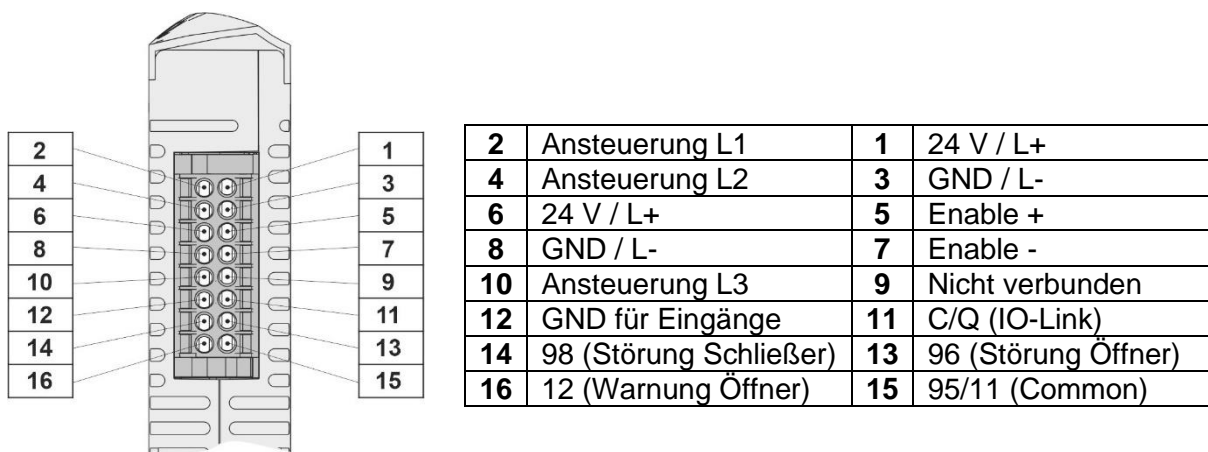 2 1
4 3
6 5
8 7
10 9
12 11
14 13
16 15
2 Ansteuerung L1 1 24 V / L+
4 Ansteuerung L2 3 GND / L-
6 24 V / L+ 5 Enable +
8 GND / L- 7 Enable -
10 Ansteuerung L3 9 Nicht verbunden
12 GND für Eingänge 11 C/Q (IO-Link)
14 98 (Störung Schließer) 13 96 (Störung Öffner)
16 12 (Warnung Öffner) 15 95/11 (Common)